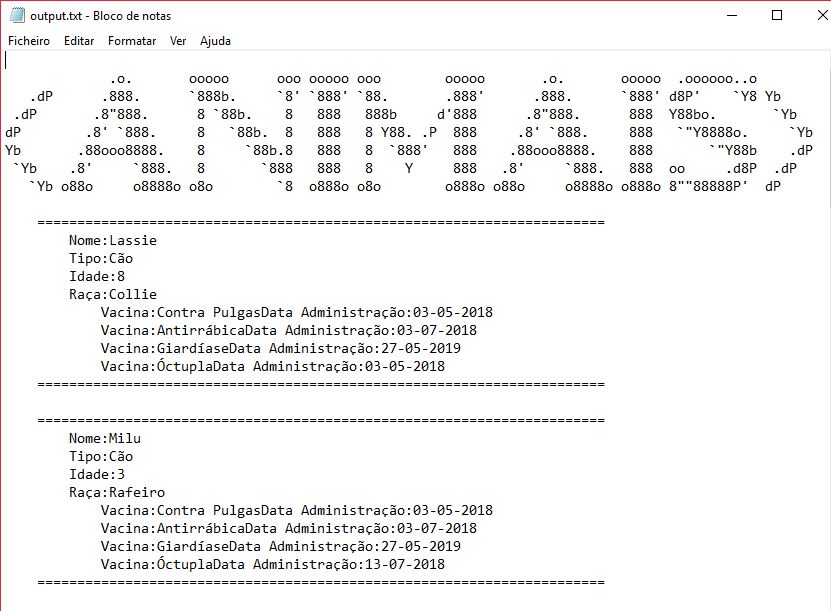 output.txt - Bloco de notas
Ficheiro Editar Formatar Ver Ajuda
             .o.       ooooo      ooo ooooo ooo        ooooo       .o.       ooooo  .oooooo..o
   .dP      .888.      `888b.     `8' `888' `88.       .888'      .888.      `888' d8P'    `Y8 Yb
 .dP       .8"888.      8 `88b.    8   888   888b     d'888      .8"888.      888  Y88bo.       `Yb
dP        .8' `888.     8   `88b.  8   888   8 Y88. .P  888     .8' `888.     888   `"Y8888o.     `Yb
Yb       .88ooo8888.    8     `88b.8   888   8  `888'   888    .88ooo8888.    888       `"Y88b    .dP
 `Yb    .8'     `888.   8       `888   888   8    Y     888   .8'     `888.   888  oo     .d8P  .dP
   `Yb o88o     o8888o o8o        `8  o888o o8o        o888o o88o     o8888o o888o 8""88888P'  dP
=======================================================================
Nome:Lassie
Tipo:Cão
Idade:8
Raça:Collie
Vacina:Contra PulgasData Administração:03-05-2018
Vacina:AntirrábicaData Administração:03-07-2018
Vacina:GiardíaseData Administração:27-05-2019
Vacina:ÓctuplaData Administração:03-05-2018
=======================================================================
=======================================================================
Nome:Milu
Tipo:Cão
Idade:3
Raça:Rafeiro
Vacina:Contra PulgasData Administração:03-05-2018
Vacina:AntirrábicaData Administração:03-07-2018
Vacina:GiardíaseData Administração:27-05-2019
Vacina:ÓctuplaData Administração:13-07-2018
=======================================================================